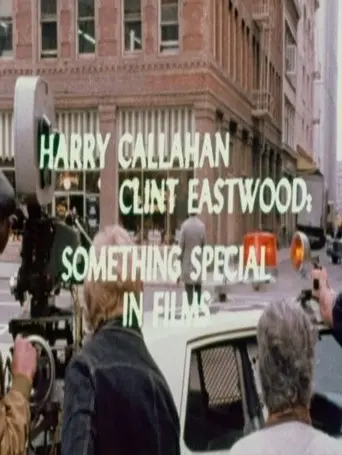 HARRY CALLAHAN
CLINT EASTWOOD:
SOMETHING SPECIAL
IN FILMS